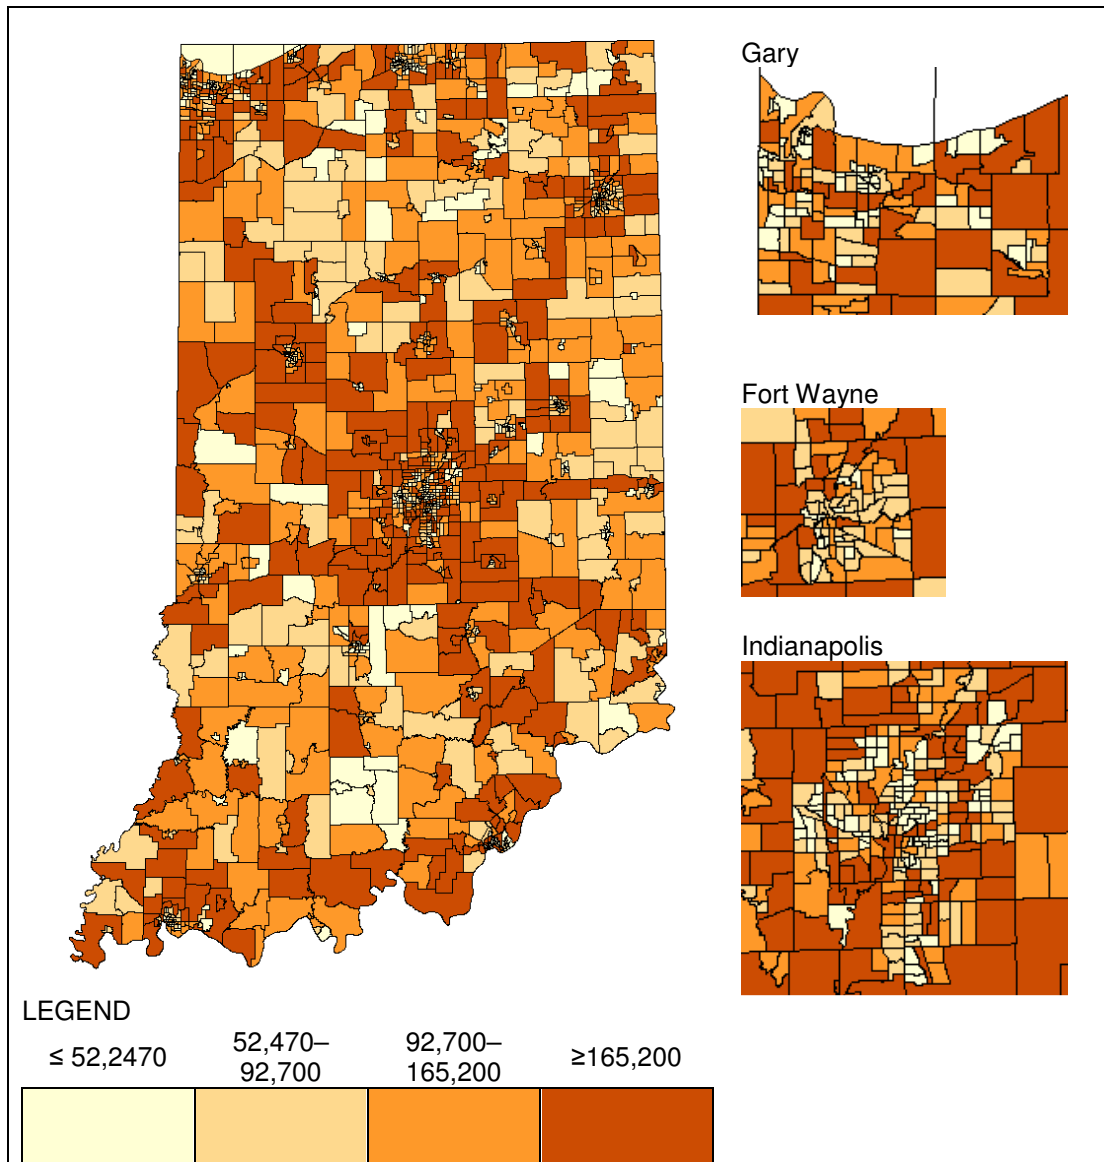 Gary
Fort Wayne
Indianapolis
LEGEND
≤ 52,2470
52,470–
92,700
92,700–
165,200
≥165,200